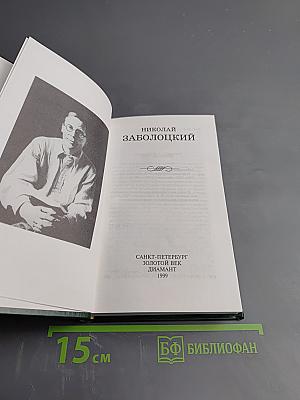 НИКОЛАЙ
ЗАБОЛОЦКИЙ
САНКТ-ПЕТЕРБУРГ
ЗОЛОТОЙ ВЕК
ДИАМАНТ
1999
15 см
БФ БИБЛИОФАН